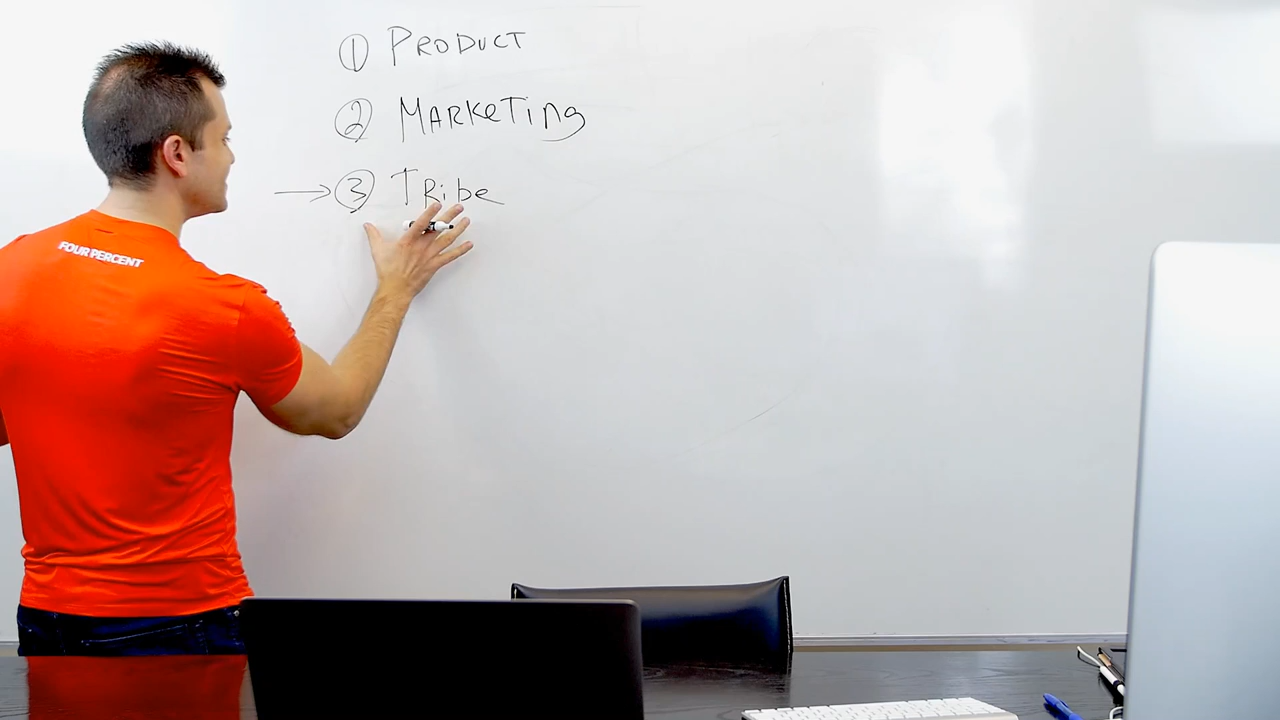 ① PRODUCT
② MARKeTing
→ ③ TRibe
FOUR PERCENT